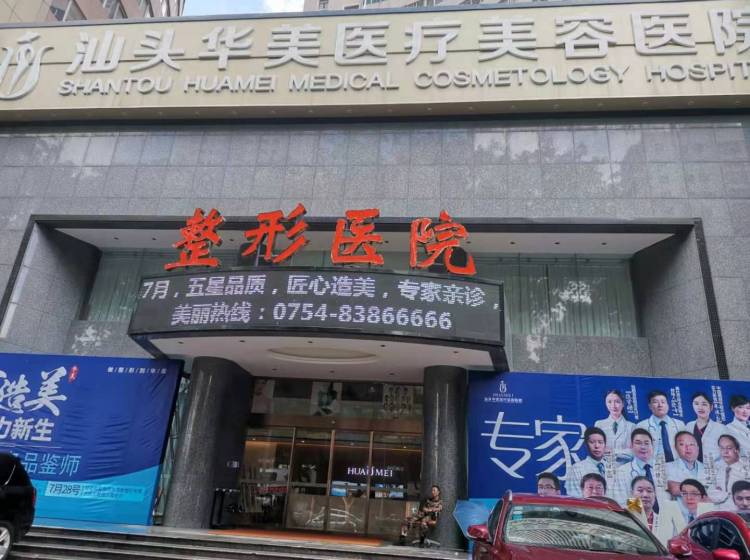 汕头华美医疗美容医院
SHANTOU HUAMEI MEDICAL COSMETOLOGY HOSPIT
整形医院
7月，五星品质，匠心造美，专家亲诊，
美丽热线：0754-83866666
造美
力新生
品鉴师
7月28号
HUAMEI
HUAMEI
专家